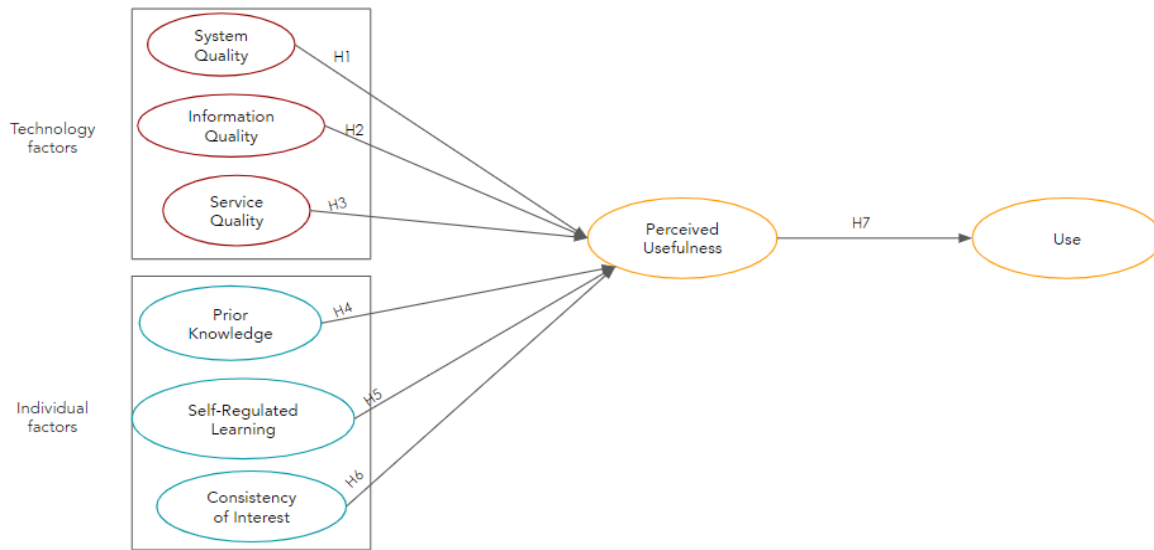 Technology
factors
System
Quality
Information
Quality
Service
Quality
H1
H2
H3
Individual
factors
Prior
Knowledge
Self-Regulated
Learning
Consistency
of Interest
H4
H5
H6
Perceived
Usefulness
H7
Use